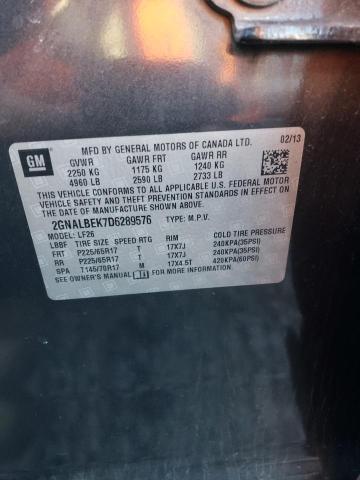 GM
MFD BY GENERAL MOTORS OF CANADA LTD.
02/13
GVWR GAWR FRT GAWR RR
2250 KG 1175 KG 1240 KG
4960 LB 2590 LB 2733 LB
THIS VEHICLE CONFORMS TO ALL APPLICABLE U.S. FEDERAL MOTOR
VEHICLE SAFETY AND THEFT PREVENTION STANDARDS IN EFFECT ON
THE DATE OF MANUFACTURE SHOWN ABOVE.
2GNALBEK7D6289576 TYPE: M.P.V.
MODEL: LF26
LBBF TIRE SIZE SPEED RTG RIM COLD TIRE PRESSURE
FRT P225/65R17 T 17X7J 240KPA(35PSI)
RR P225/65R17 T 17X7J 240KPA(35PSI)
SPA T145/70R17 M 17X4.5T 420KPA(60PSI)
SEE OWNER'S MANUAL FOR MORE INFORMATION.